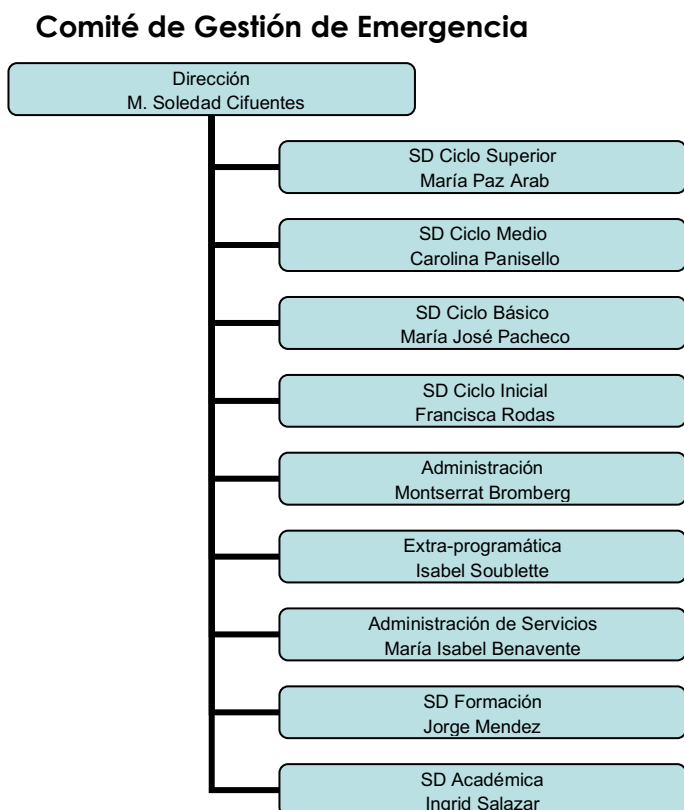 Comité de Gestión de Emergencia
Dirección
M. Soledad Cifuentes
SD Ciclo Superior
María Paz Arab
SD Ciclo Medio
Carolina Panisello
SD Ciclo Básico
María José Pacheco
SD Ciclo Inicial
Francisca Rodas
Administración
Montserrat Bromberg
Extra-programática
Isabel Soublette
Administración de Servicios
María Isabel Benavente
SD Formación
Jorge Mendez
SD Académica
Ingrid Salazar